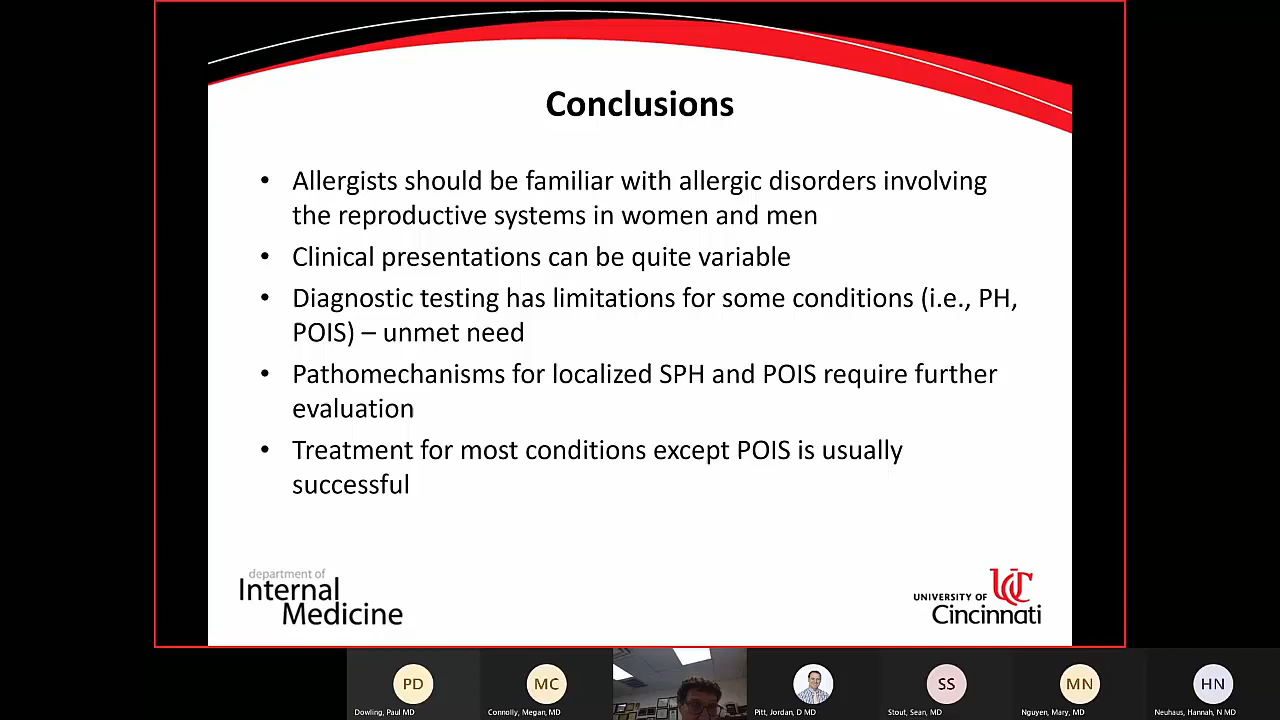 Conclusions
• Allergists should be familiar with allergic disorders involving
the reproductive systems in women and men
• Clinical presentations can be quite variable
• Diagnostic testing has limitations for some conditions (i.e., PH,
POIS) – unmet need
• Pathomechanisms for localized SPH and POIS require further
evaluation
• Treatment for most conditions except POIS is usually
successful
department of
Internal
Medicine
UC
UNIVERSITY OF
Cincinnati
PD
MC
SS
MN
HN
Dowling, Paul MD
Connolly, Megan, MD
Pitt, Jordan, D MD
Stout, Sean, MD
Nguyen, Mary, MD
Neuhaus, Hannah, N MD